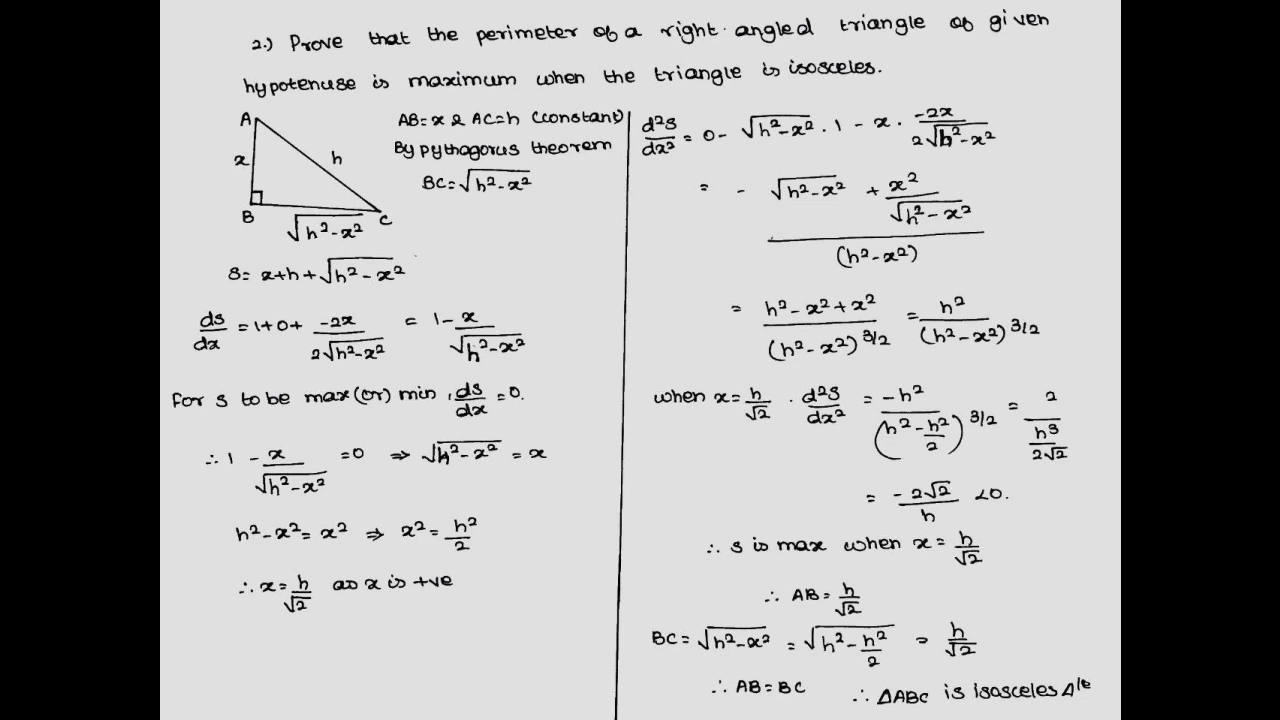 2.) Prove that the perimeter of a right angled triangle of given
hypotenuse is maximum when the triangle is isosceles.
A
x
h
B
C
√(h²-x²)
AB=x & AC=h (constant)
By pythagorus theorem
BC=√(h²-x²)
S= x+h+√(h²-x²)
ds/dx = 1+0+ -2x/(2√(h²-x²)) = 1- x/√(h²-x²)
For s to be max(or) min, ds/dx =0.
∴ 1 - x/√(h²-x²) =0 ⇒ √(h²-x²) = x
h²-x² = x² ⇒ x² = h²/2
∴ x= h/√2 as x is +ve
d²s/dx² = 0 - √(h²-x²) . 1 - x . -2x/(2√(h²-x²))
= - (√(h²-x²) + x²/√(h²-x²))/(h²-x²)
= (h²-x²+x²)/(h²-x²)^3/2 = h²/(h²-x²)^3/2
when x= h/√2 . d²s/dx² = -h²/(h²-h²/2)^3/2 = 2/(h³/2√2)
= -2√2/h <0.
∴ s is max when x= h/√2
∴ AB= h/√2
BC= √(h²-x²) = √(h²-h²/2) = h/√2
∴ AB=BC ∴ ΔABC is isosceles Δle